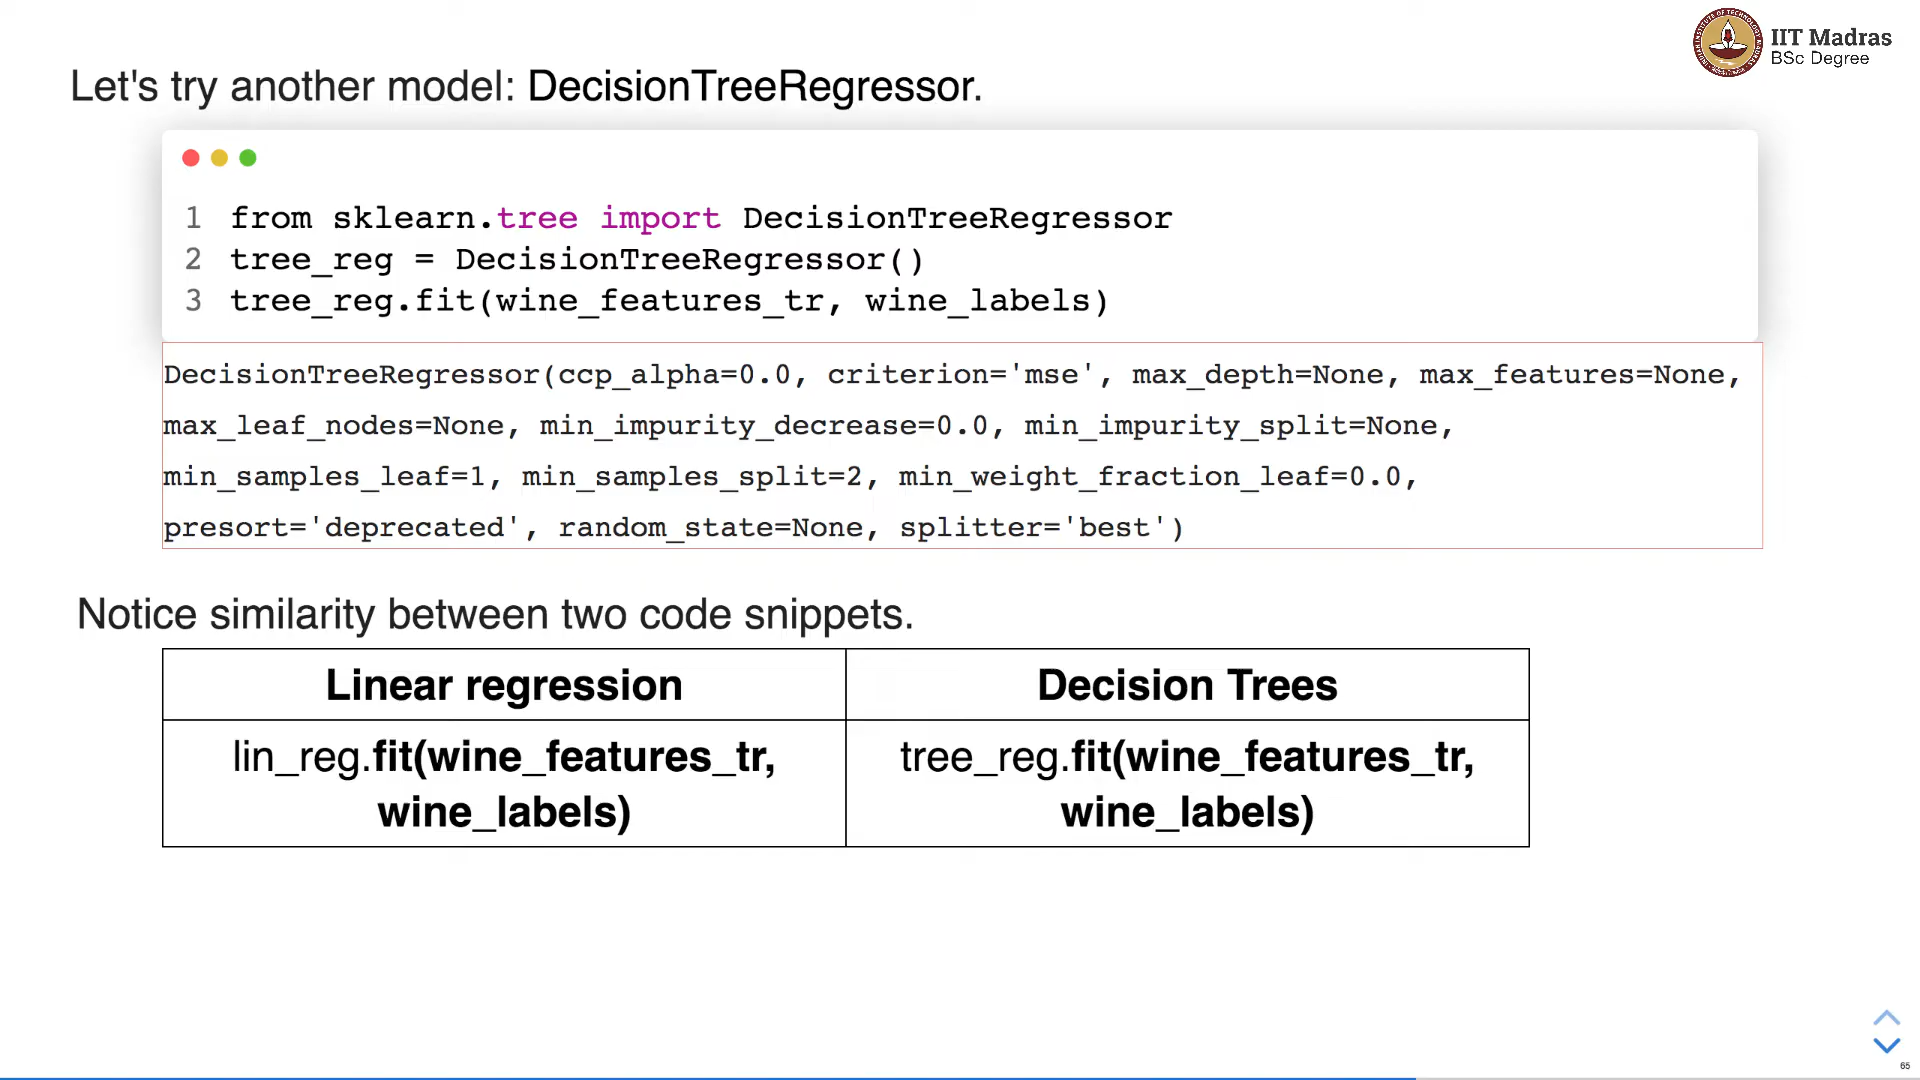 IIT Madras
BSc Degree
Let's try another model: DecisionTreeRegressor.
1 from sklearn.tree import DecisionTreeRegressor
2 tree_reg = DecisionTreeRegressor()
3 tree_reg.fit(wine_features_tr, wine_labels)
DecisionTreeRegressor(ccp_alpha=0.0, criterion='mse', max_depth=None, max_features=None,
max_leaf_nodes=None, min_impurity_decrease=0.0, min_impurity_split=None,
min_samples_leaf=1, min_samples_split=2, min_weight_fraction_leaf=0.0,
presort='deprecated', random_state=None, splitter='best')
Notice similarity between two code snippets.
Linear regression
Decision Trees
lin_reg.fit(wine_features_tr,
wine_labels)
tree_reg.fit(wine_features_tr,
wine_labels)
65